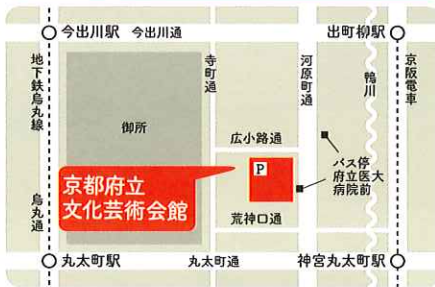 今出川駅
今出川通
出町柳駅
地下鉄烏丸線
寺町通
河原町通
鴨川
京阪電車
御所
広小路通
P
バス停
府立医大
病院前
京都府立
文化芸術会館
烏丸通
荒神口通
丸太町駅
丸太町通
神宮丸太町駅